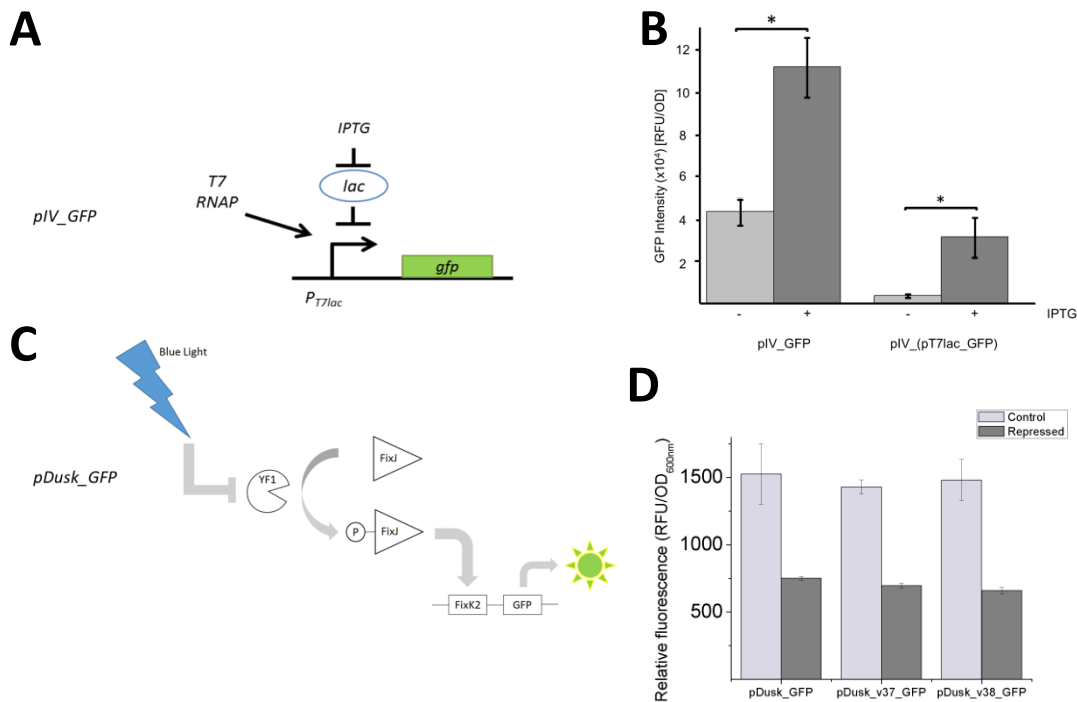 A
IPTG
lac
T7
RNAP
pIV_GFP
gfp
P_T7lac
B
GFP Intensity (x10⁴) [RFU/OD]
12
10
8
6
4
2
*
*
- + - + IPTG
pIV_GFP pIV_(pT7lac_GFP)
C
Blue Light
pDusk_GFP
YF1
FixJ
P
FixJ
FixK2
GFP
D
Control
Repressed
Relative fluorescence (RFU/OD600nm)
1500
1000
500
pDusk_GFP pDusk_v37_GFP pDusk_v38_GFP